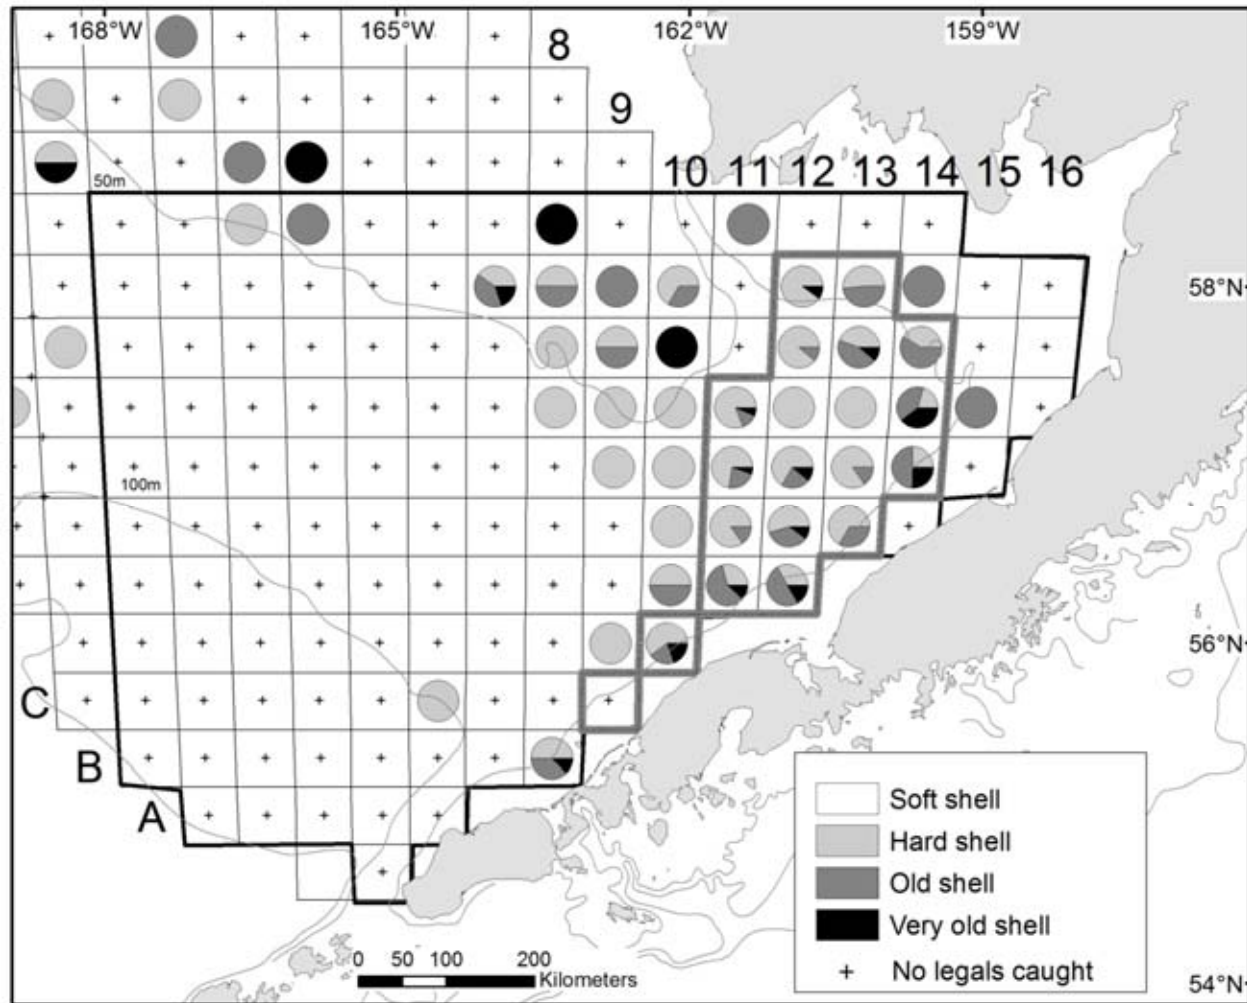 168°W 165°W 162°W 159°W
8
9
10 11 12 13 14 15 16
50m
58°N
100m
56°N
C
B
A
Soft shell
Hard shell
Old shell
Very old shell
+ No legals caught
0 50 100 200
Kilometers
54°N